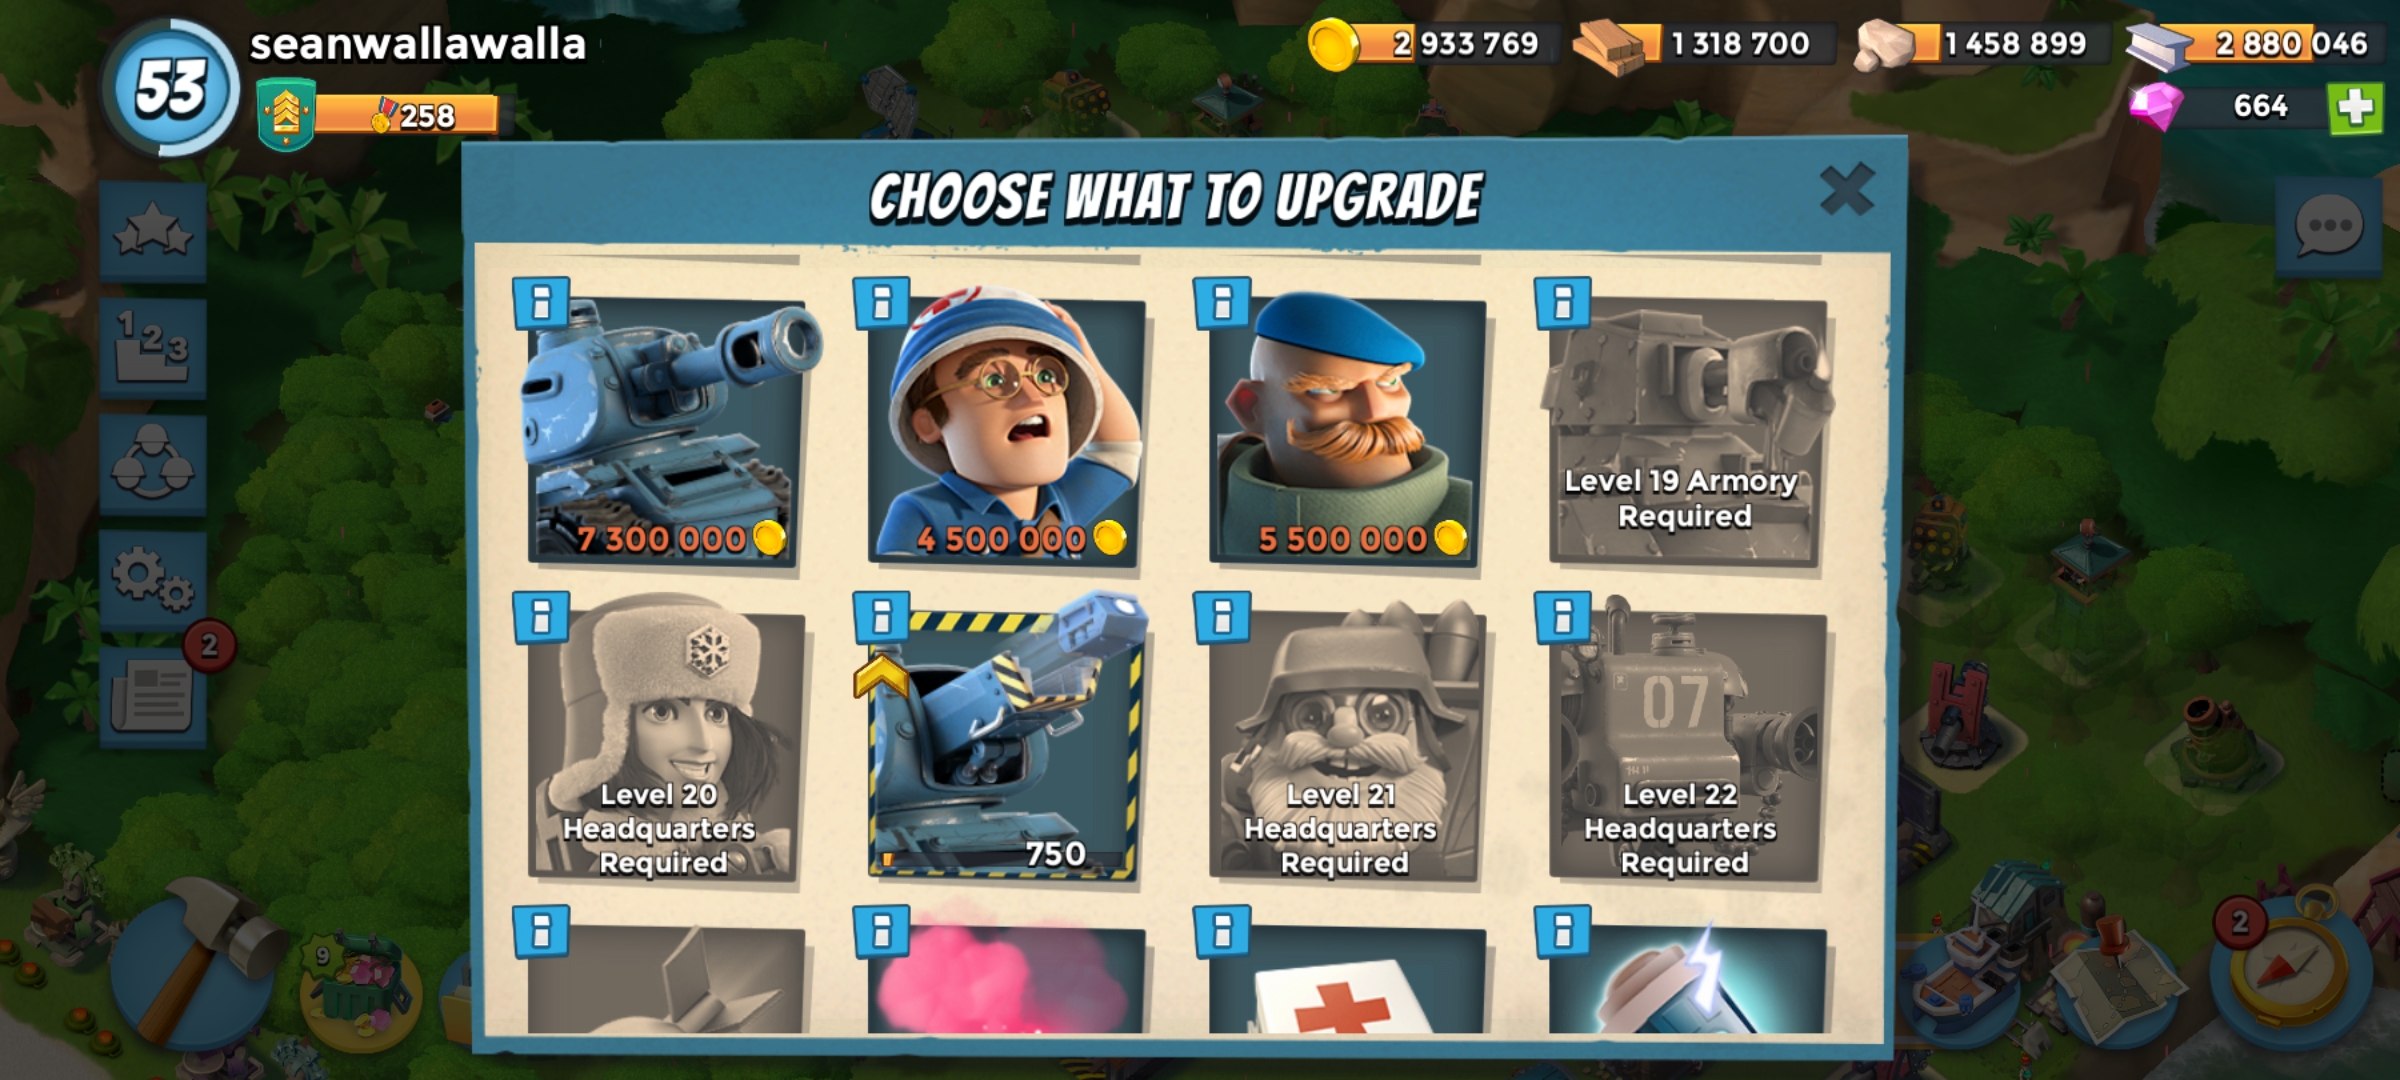 53
seanwallawalla
258
2 933 769
1 318 700
1 458 899
2 880 046
664
CHOOSE WHAT TO UPGRADE
123
2
7 300 000
4 500 000
5 500 000
Level 19 Armory
Required
Level 20
Headquarters
Required
750
Level 21
Headquarters
Required
07
Level 22
Headquarters
Required
9
2